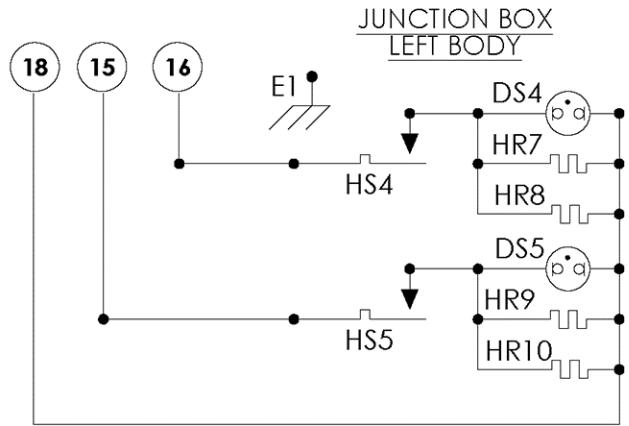 JUNCTION BOX
LEFT BODY
18 15 16
E1
DS4
HR7
HS4
HR8
DS5
HR9
HS5
HR10